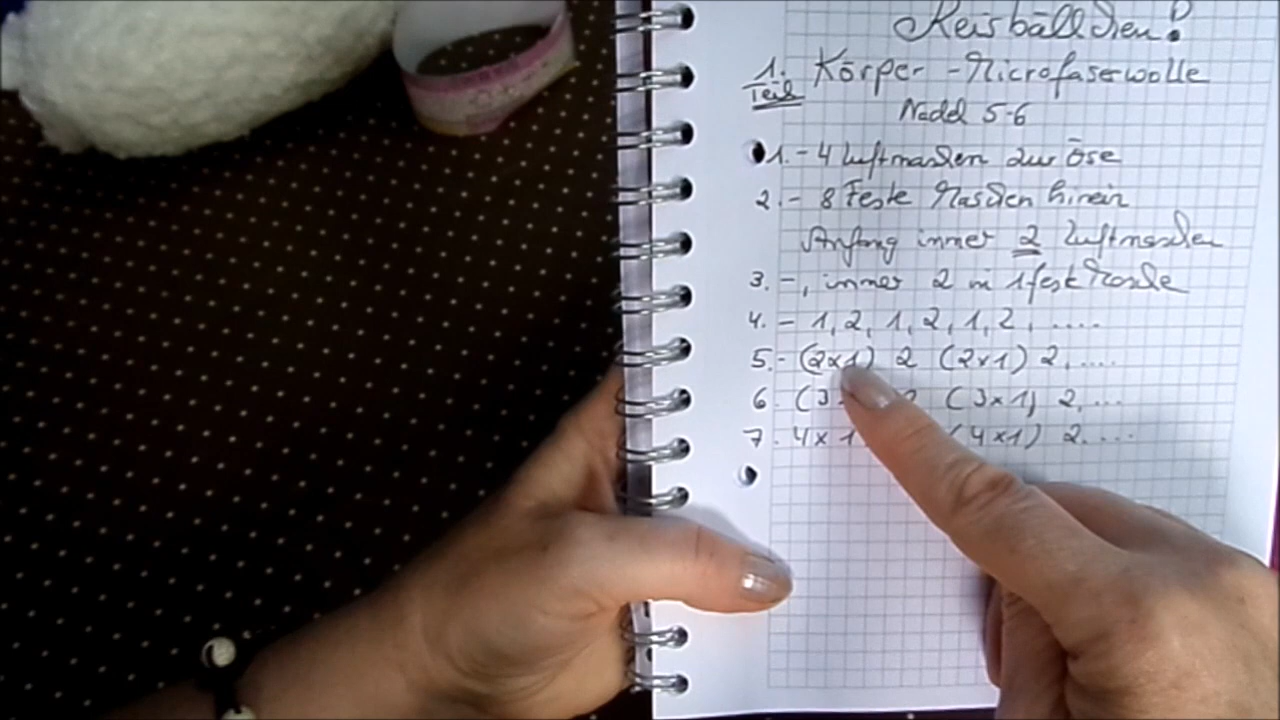 Reisbällchen!
1. Körper - Microfaserwolle
Teil
Nadel 5-6
1. - 4 Luftmaschen zur Öse
2. - 8 Feste Maschen hinein
Anfang immer 2 Luftmaschen
3. -, immer 2 in 1 feste Masche
4. - 1, 2, 1, 2, 1, 2, ....
5. - (2x1) 2 (2x1) 2, ....
6. (3 2 (3x1) 2, ...
7. 4x1 (4x1) 2. ...